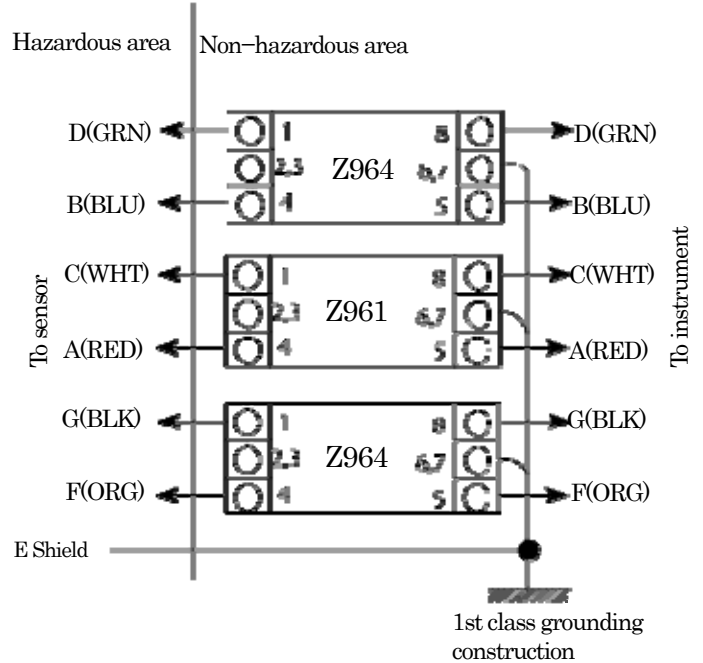 Hazardous area
Non-hazardous area
D(GRN) 1 8 D(GRN)
2,3 Z964 6,7
B(BLU) 4 5 B(BLU)
C(WHT) 1 8 C(WHT)
2,3 Z961 6,7
A(RED) 4 5 A(RED)
G(BLK) 1 8 G(BLK)
2,3 Z964 6,7
F(ORG) 4 5 F(ORG)
To sensor
To instrument
E Shield
1st class grounding
construction